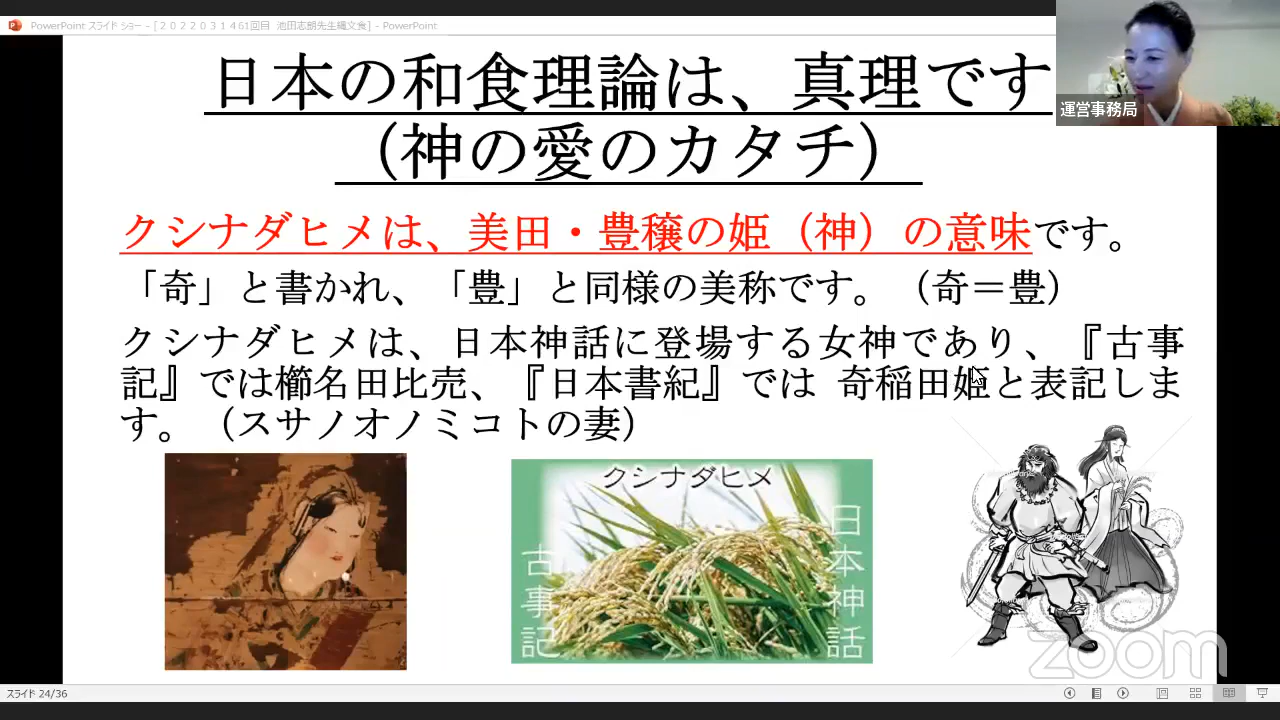 PowerPoint スライド ショー - [２０２２０３１４61回目 池田志朗先生縄文食] - PowerPoint
運営事務局
日本の和食理論は、真理です
（神の愛のカタチ）
クシナダヒメは、美田・豊穣の姫（神）の意味です。
「奇」と書かれ、「豊」と同様の美称です。（奇＝豊）
クシナダヒメは、日本神話に登場する女神であり、『古事
記』では櫛名田比売、『日本書紀』では 奇稲田姫と表記しま
す。（スサノオノミコトの妻）
クシナダヒメ
日本神話
古事記
zoom
スライド 24/36